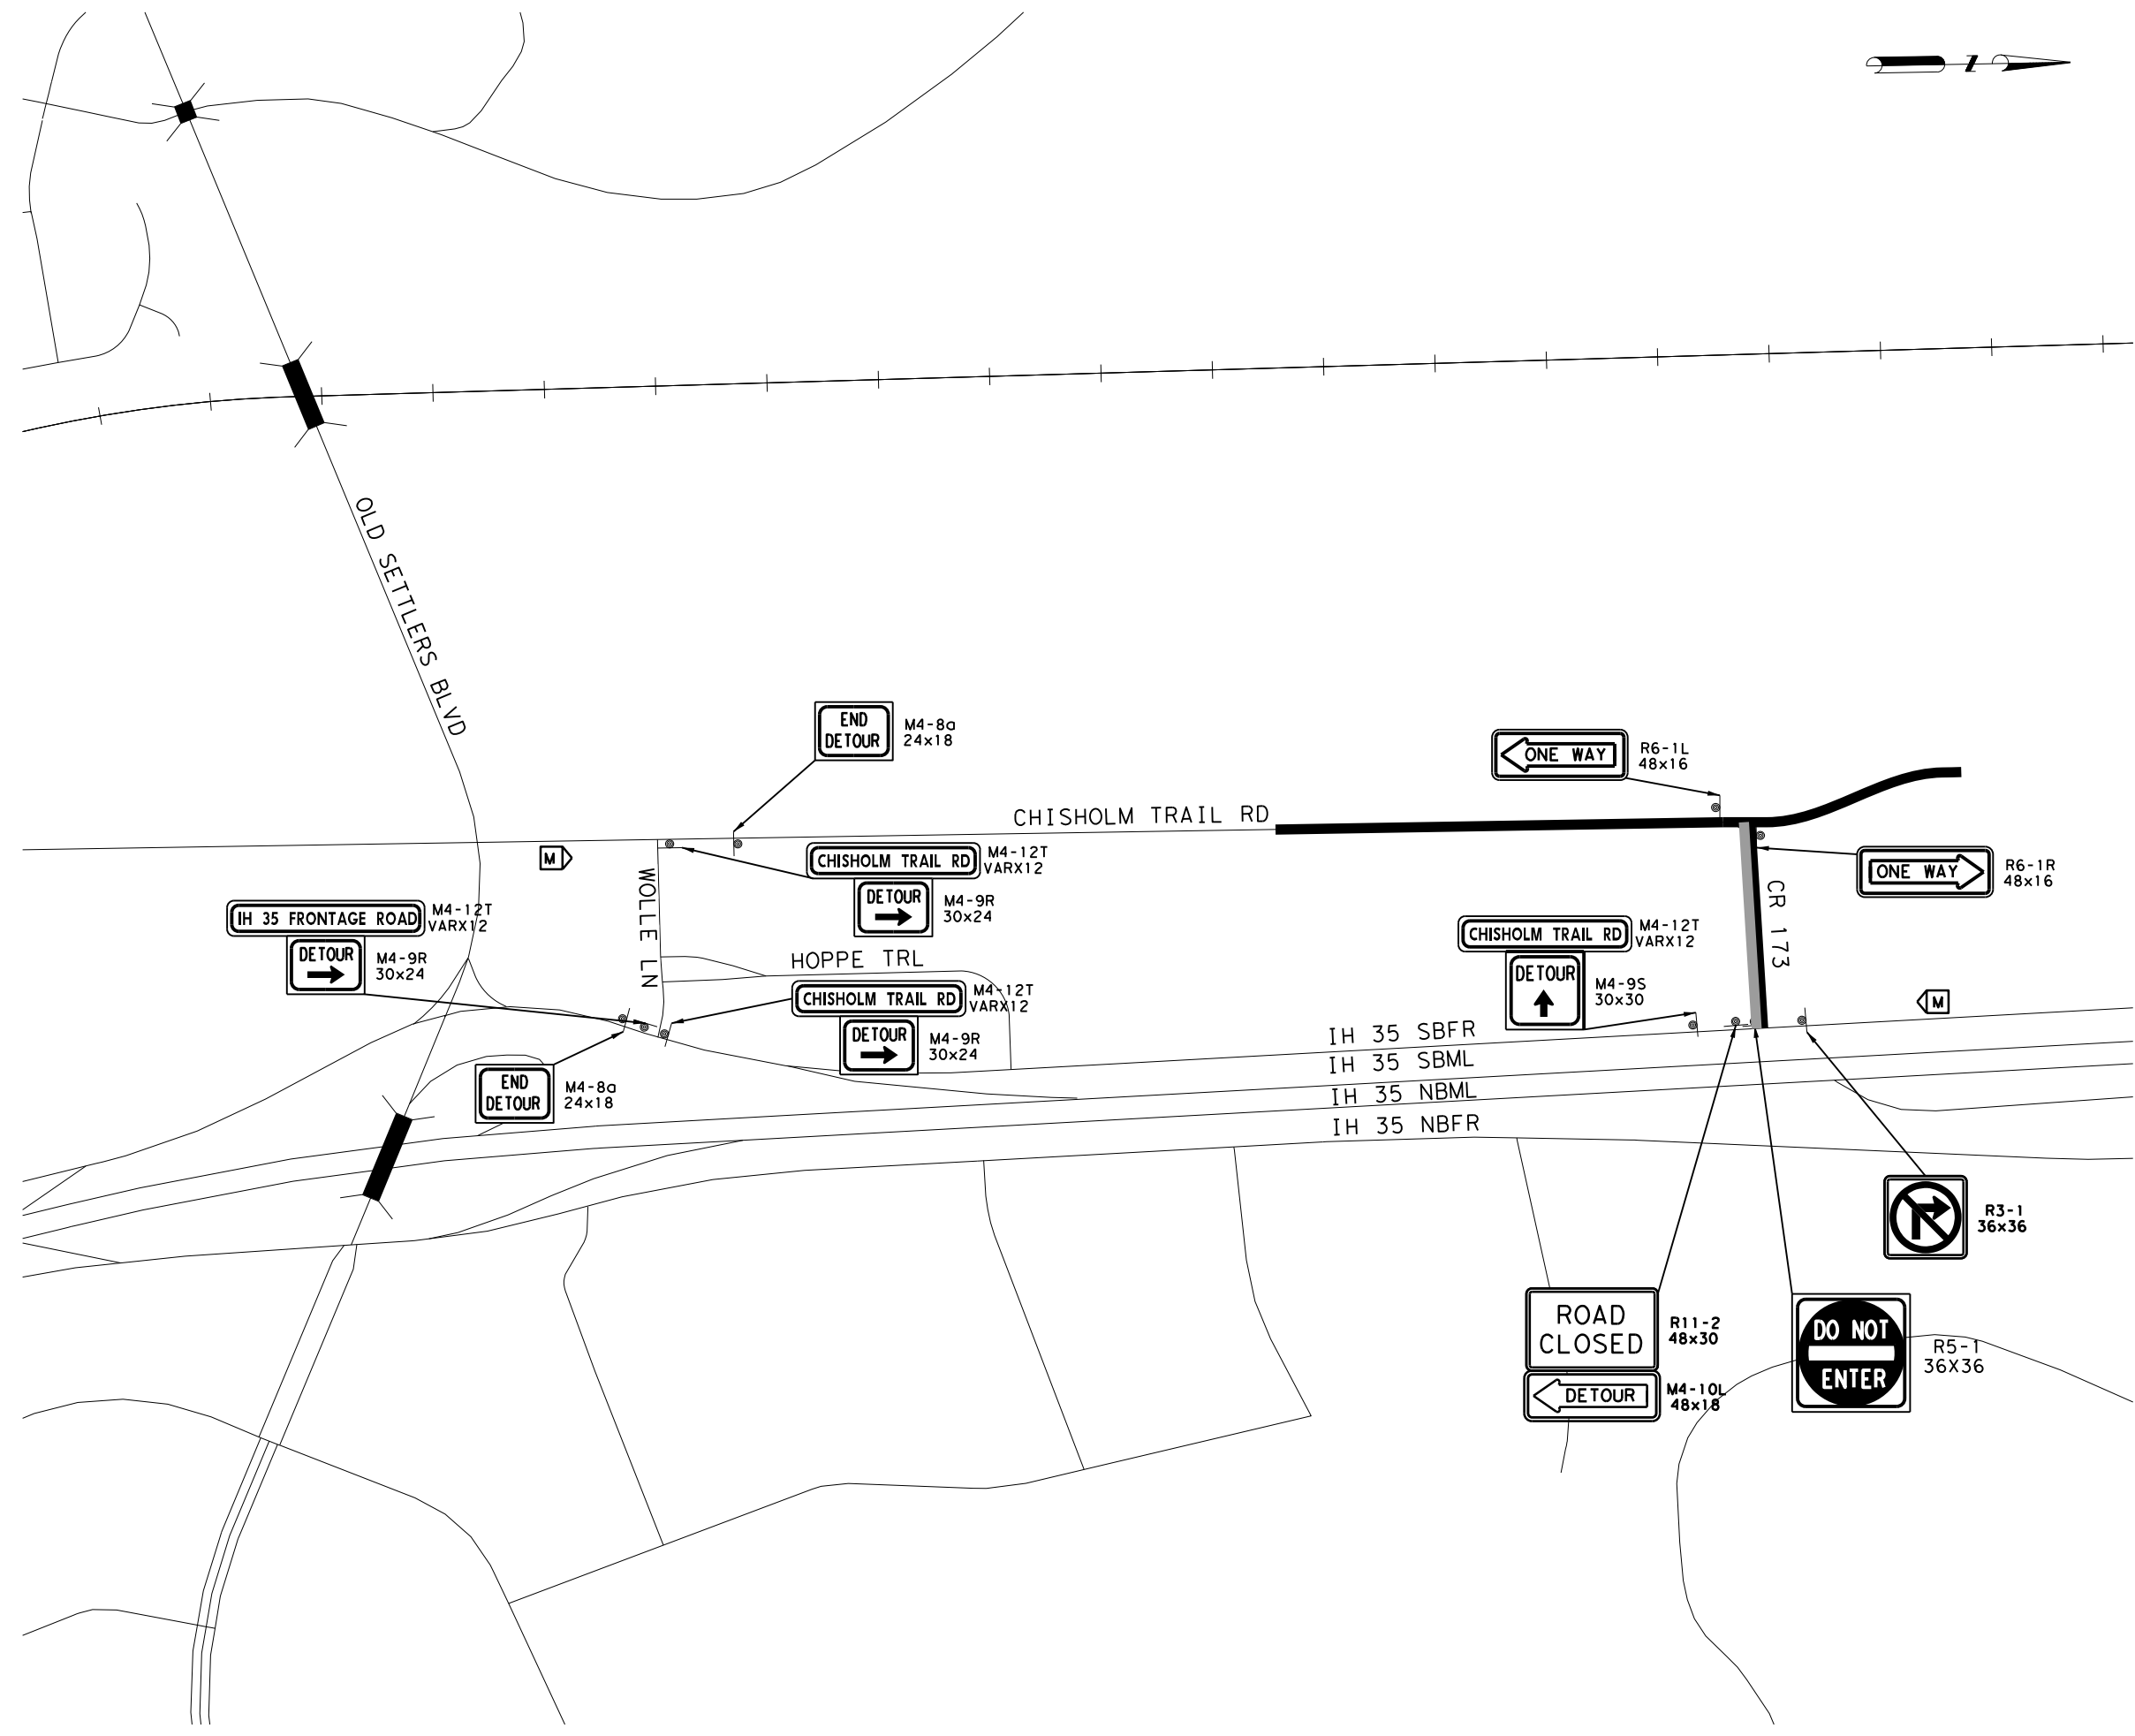 Z
OLD SETTLERS BLVD
END
DETOUR
M4-8a
24x18
ONE WAY
R6-1L
48x16
CHISHOLM TRAIL RD
M
CHISHOLM TRAIL RD
M4-12T
VARX12
DETOUR
M4-9R
30x24
WOLLE LN
ONE WAY
R6-1R
48x16
CR 173
IH 35 FRONTAGE ROAD
M4-12T
VARX12
DETOUR
M4-9R
30x24
CHISHOLM TRAIL RD
M4-12T
VARX12
DETOUR
M4-9S
30x30
HOPPE TRL
CHISHOLM TRAIL RD
M4-12T
VARX12
DETOUR
M4-9R
30x24
M
IH 35 SBFR
IH 35 SBML
IH 35 NBML
IH 35 NBFR
END
DETOUR
M4-8a
24x18
R3-1
36x36
ROAD
CLOSED
R11-2
48x30
DETOUR
M4-10L
48x18
DO NOT
ENTER
R5-1
36X36